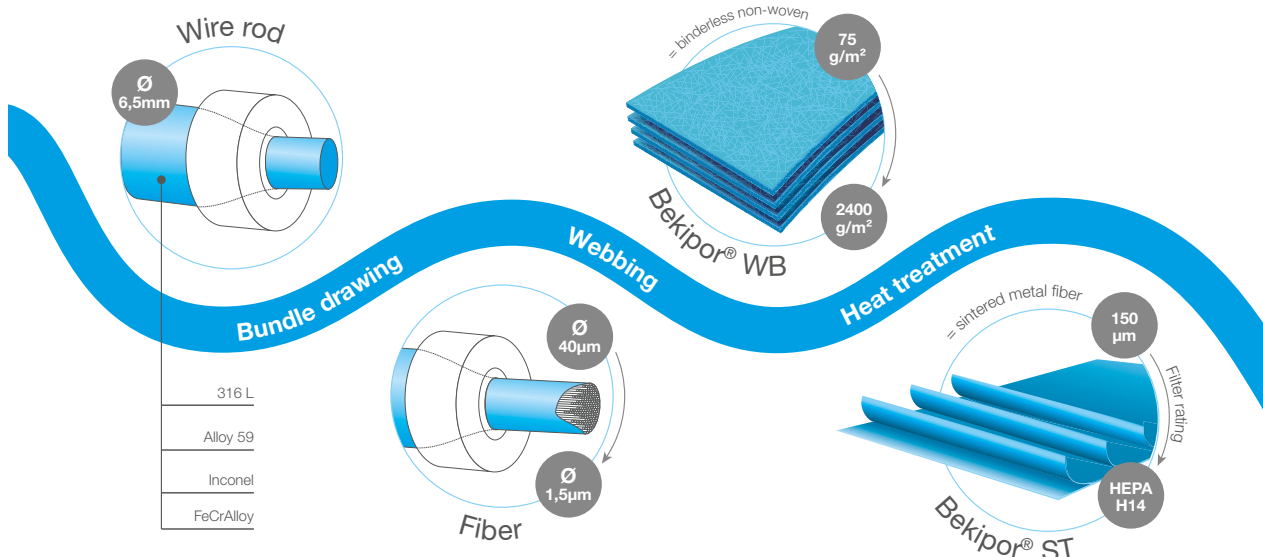 Wire rod
Ø
6,5mm
316 L
Alloy 59
Inconel
FeCrAlloy
Bundle drawing
Ø
40µm
Ø
1,5µm
Fiber
Webbing
= binderless non-woven
75
g/m²
2400
g/m²
Bekipor® WB
Heat treatment
= sintered metal fiber
150
µm
Filter rating
HEPA
H14
Bekipor® ST